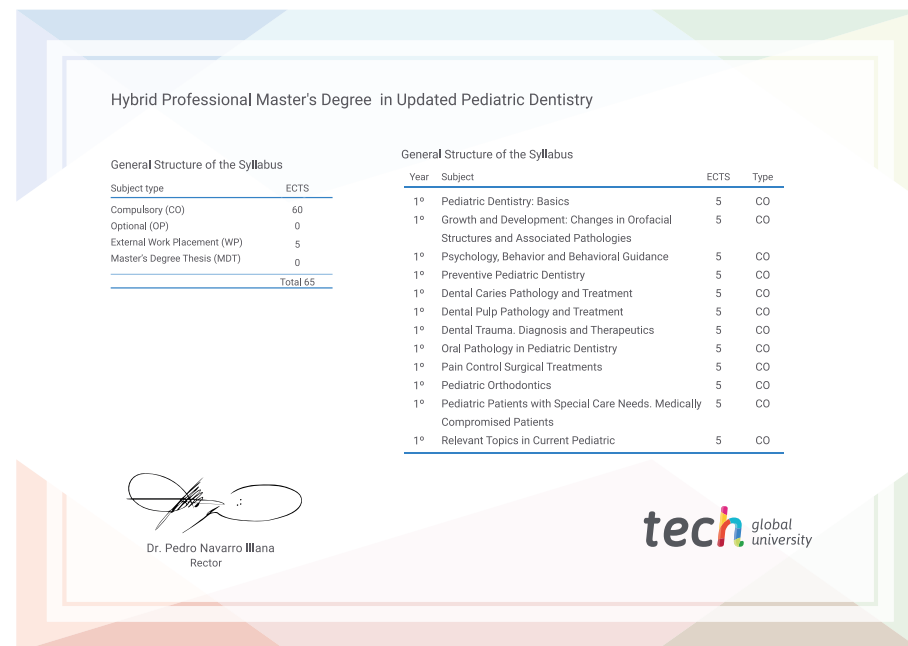 Hybrid Professional Master's Degree in Updated Pediatric Dentistry
General Structure of the Syllabus
Subject type ECTS
Compulsory (CO) 60
Optional (OP) 0
External Work Placement (WP) 5
Master's Degree Thesis (MDT) 0
Total 65
General Structure of the Syllabus
Year Subject ECTS Type
1º Pediatric Dentistry: Basics 5 CO
1º Growth and Development: Changes in Orofacial 5 CO
Structures and Associated Pathologies
1º Psychology, Behavior and Behavioral Guidance 5 CO
1º Preventive Pediatric Dentistry 5 CO
1º Dental Caries Pathology and Treatment 5 CO
1º Dental Pulp Pathology and Treatment 5 CO
1º Dental Trauma. Diagnosis and Therapeutics 5 CO
1º Oral Pathology in Pediatric Dentistry 5 CO
1º Pain Control Surgical Treatments 5 CO
1º Pediatric Orthodontics 5 CO
1º Pediatric Patients with Special Care Needs. Medically 5 CO
Compromised Patients
1º Relevant Topics in Current Pediatric 5 CO
Dr. Pedro Navarro Illana
Rector
tech global
university